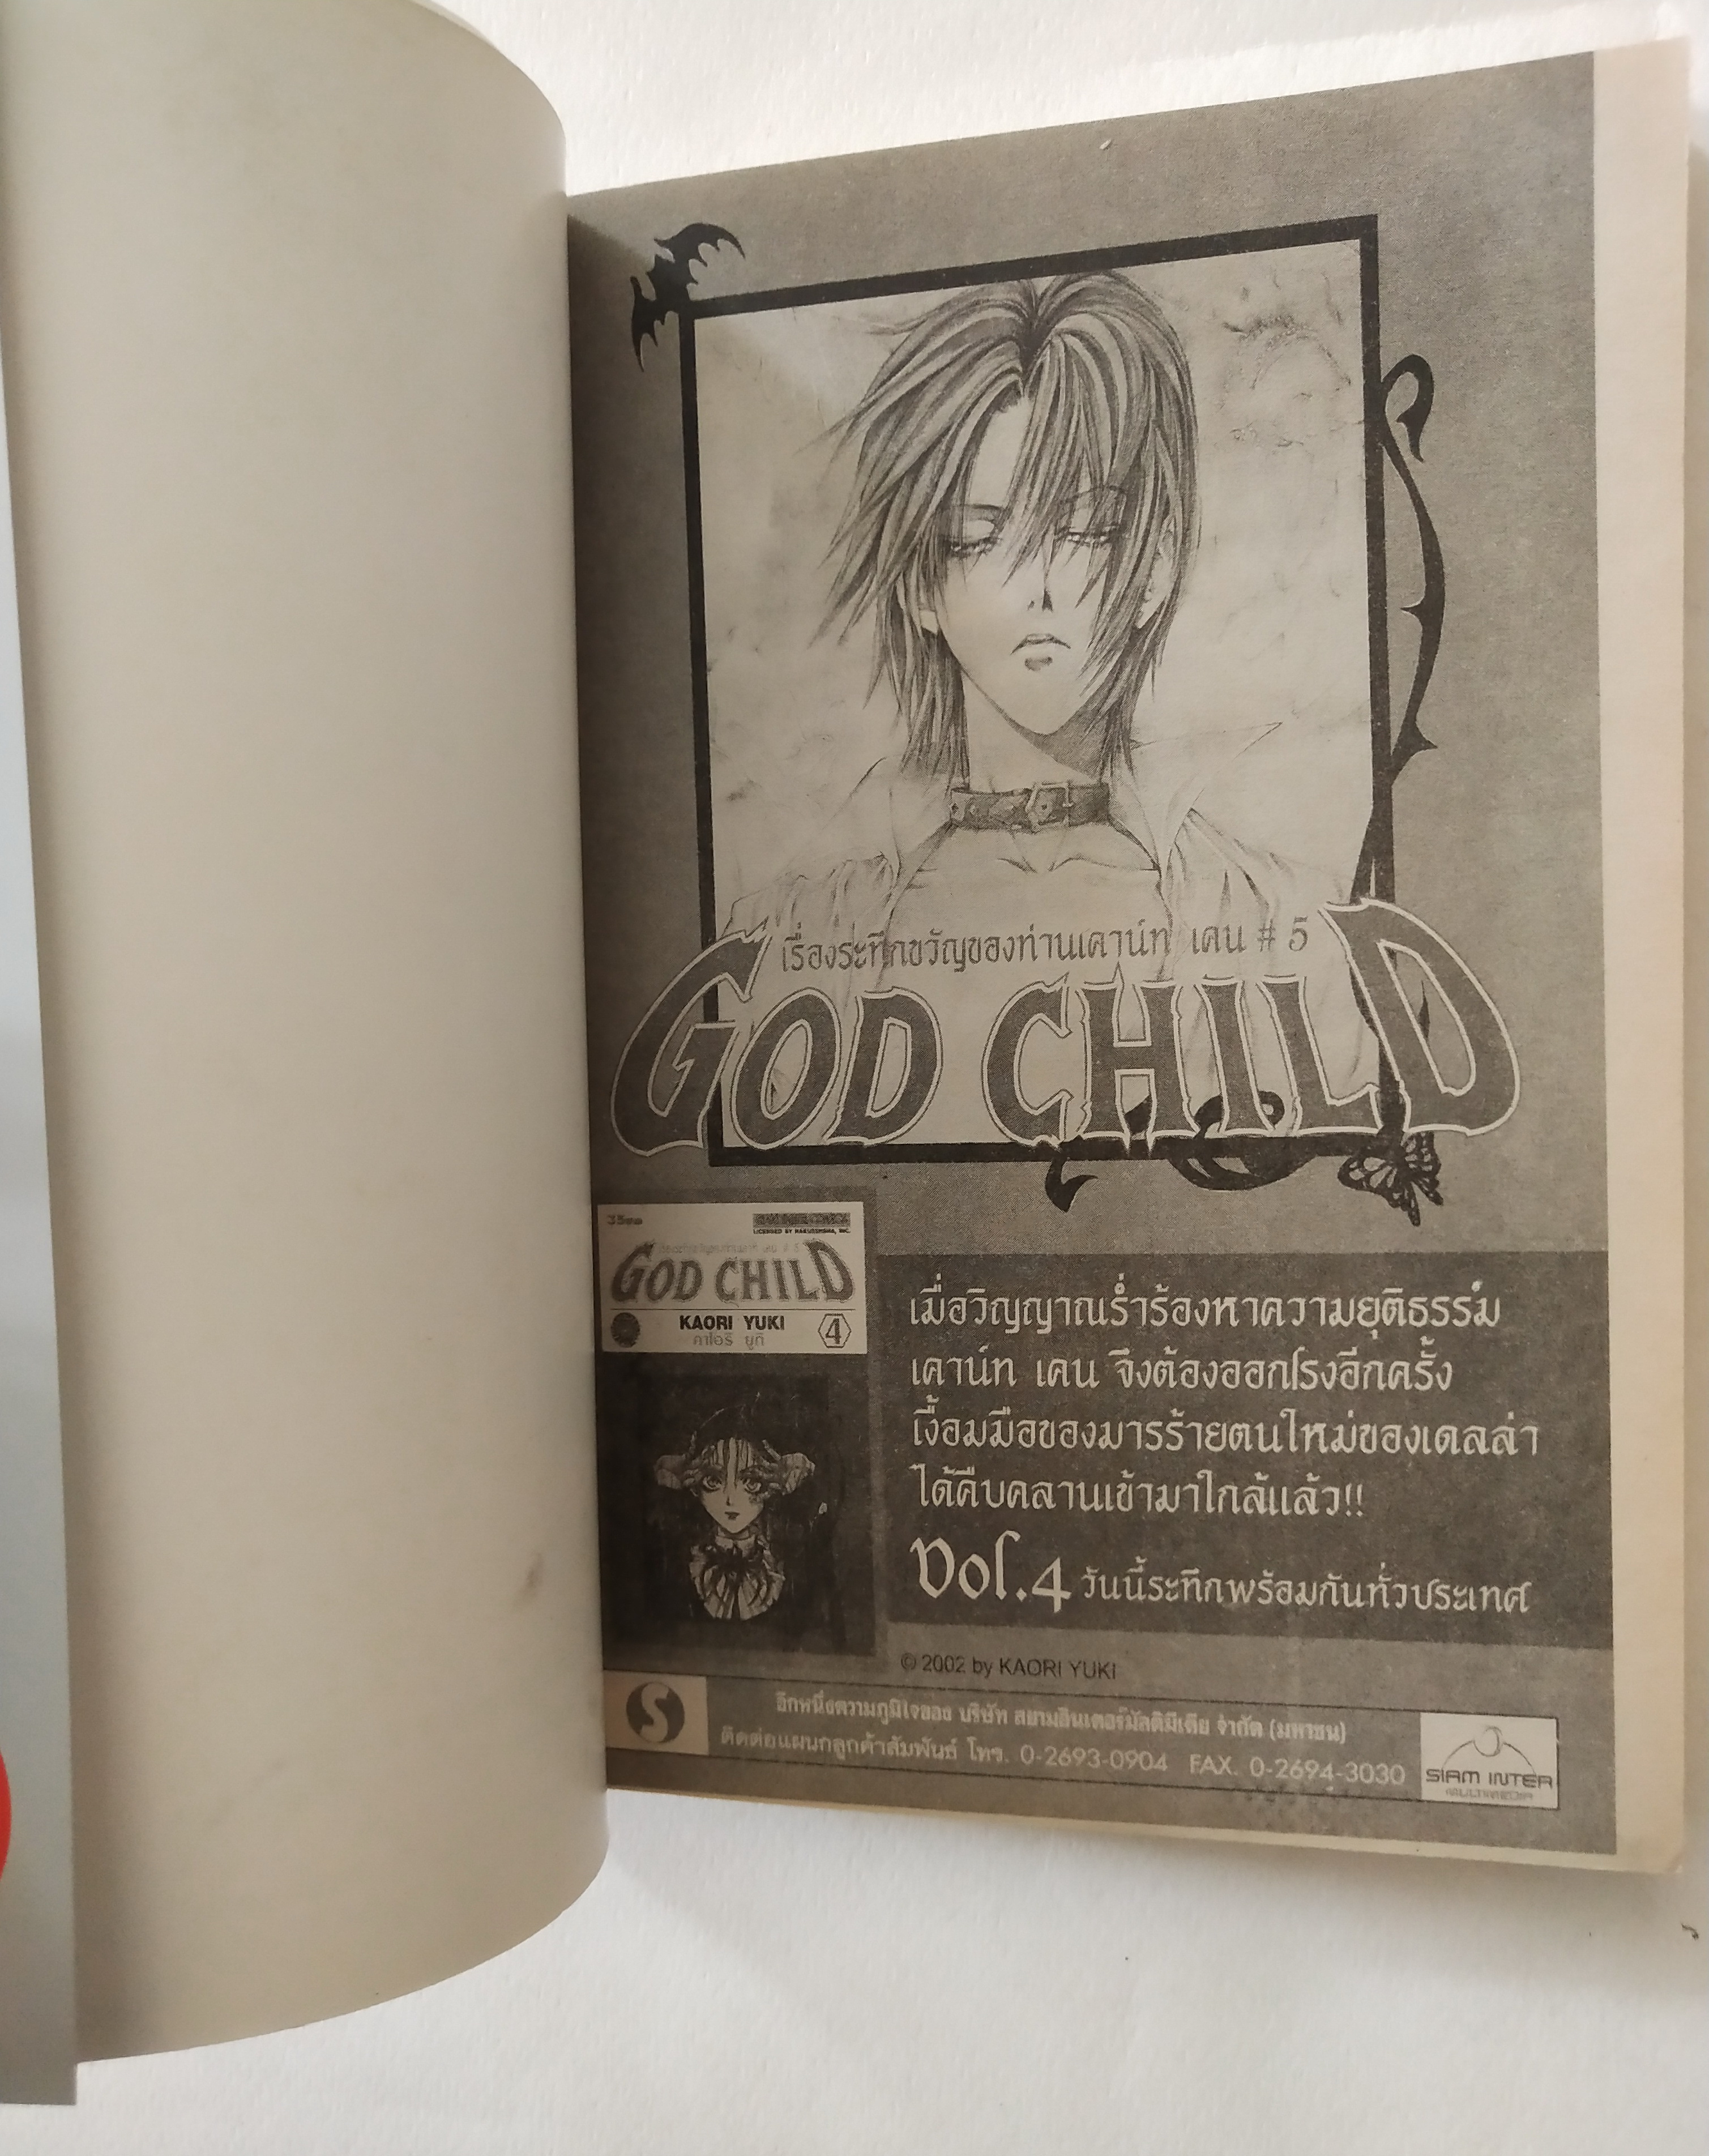 เรื่องระทึกขวัญของท่านเคาน์ท เคน # 5
GOD CHILD
35บาท
LICENSED BY HAKUSENSHA, INC.
GOD CHILD
KAORI YUKI
คาโอริ ยูกิ
4
เมื่อวิญญาณร่ำร้องหาความยุติธรรม
เคาน์ท เคน จึงต้องออกโรงอีกครั้ง
เงื้อมมือของมารร้ายตนใหม่ของเดลล่า
ได้คืบคลานเข้ามาใกล้แล้ว!!
Vol.4 วันนี้ระทึกพร้อมกันทั่วประเทศ
© 2002 by KAORI YUKI
อีกหนึ่งความภูมิใจของ บริษัท สยามอินเตอร์มัลติมีเดีย จำกัด (มหาชน)
ติดต่อแผนกลูกค้าสัมพันธ์ โทร. 0-2693-0904 FAX. 0-2694-3030
SIAM INTER
MULTIMEDIA